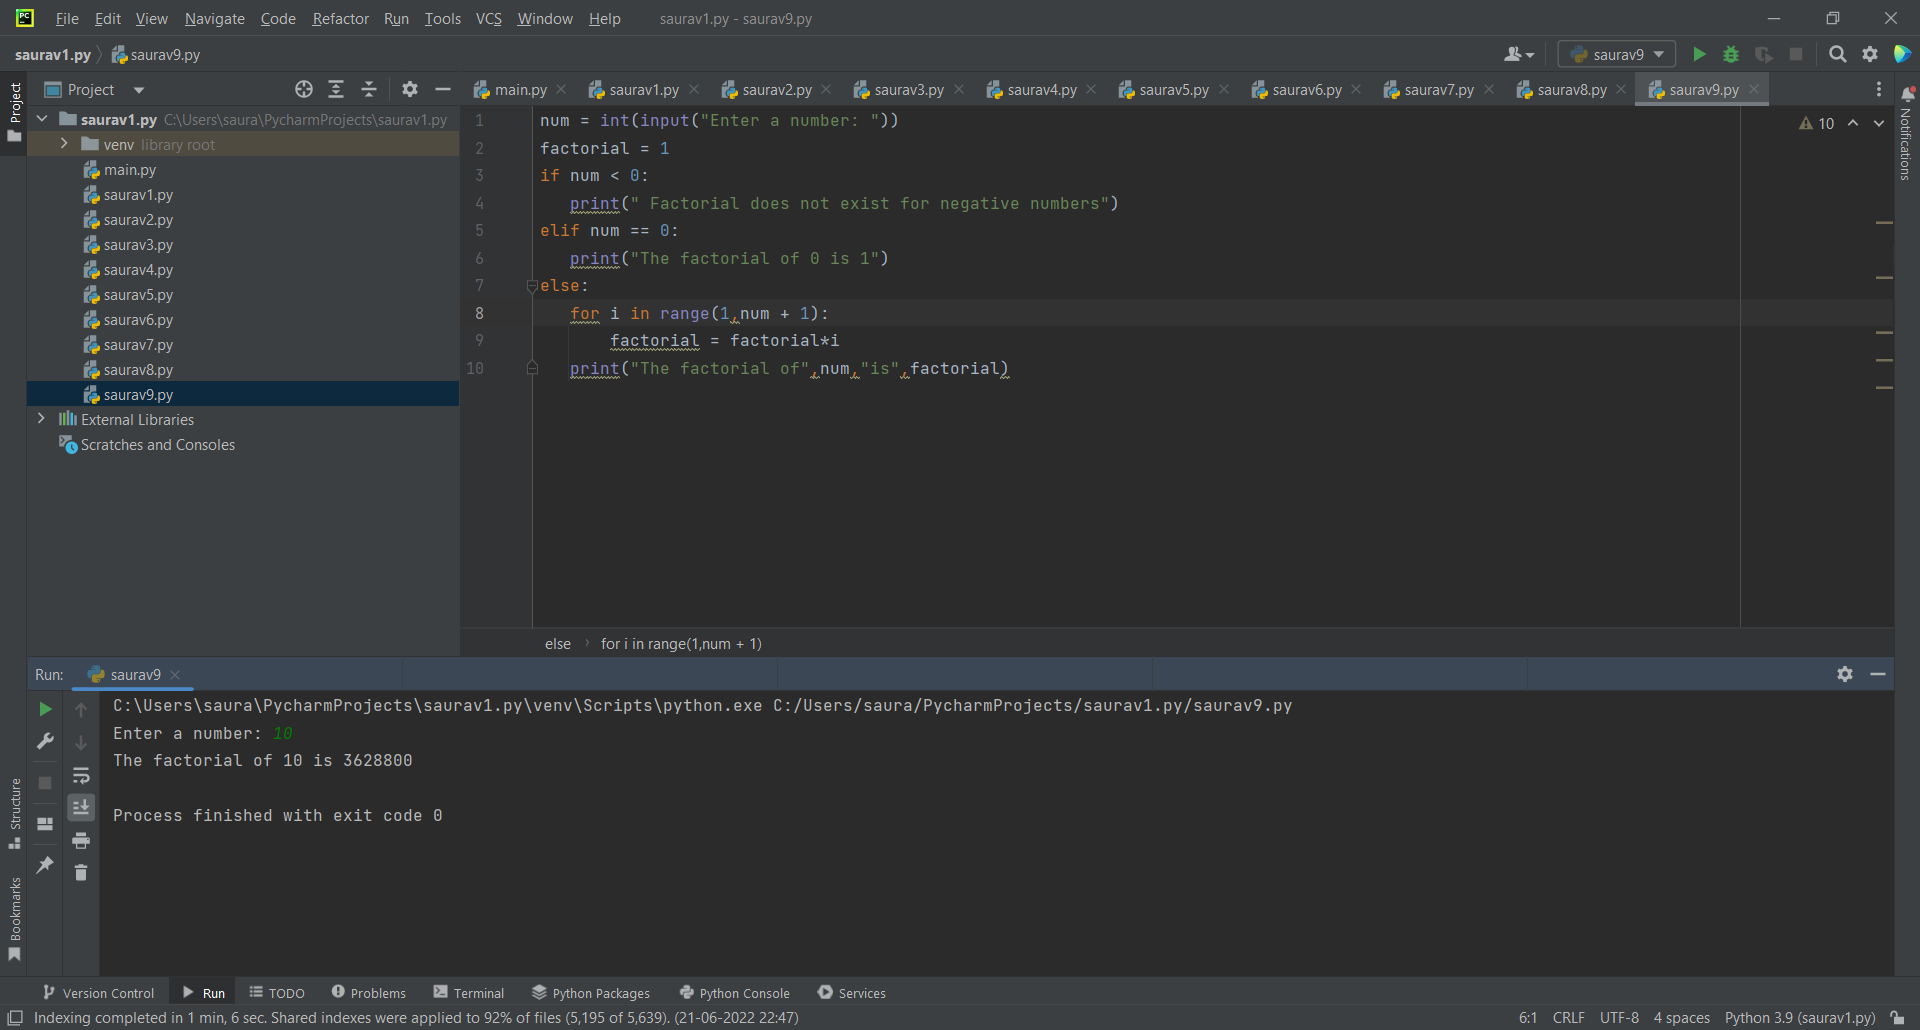 PC File Edit View Navigate Code Refactor Run Tools VCS Window Help saurav1.py - saurav9.py
saurav1.py saurav9.py saurav9
Project
main.py saurav1.py saurav2.py saurav3.py saurav4.py saurav5.py saurav6.py saurav7.py saurav8.py saurav9.py
Project
Notifications
saurav1.py C:\Users\saura\PycharmProjects\saurav1.py
venv library root
main.py
saurav1.py
saurav2.py
saurav3.py
saurav4.py
saurav5.py
saurav6.py
saurav7.py
saurav8.py
saurav9.py
External Libraries
Scratches and Consoles
10
1 num = int(input("Enter a number: "))
2 factorial = 1
3 if num < 0:
4 print(" Factorial does not exist for negative numbers")
5 elif num == 0:
6 print("The factorial of 0 is 1")
7 else:
8 for i in range(1,num + 1):
9 factorial = factorial*i
10 print("The factorial of",num,"is",factorial)
else for i in range(1,num + 1)
Run: saurav9
C:\Users\saura\PycharmProjects\saurav1.py\venv\Scripts\python.exe C:/Users/saura/PycharmProjects/saurav1.py/saurav9.py
Enter a number: 10
The factorial of 10 is 3628800
Process finished with exit code 0
Structure
Bookmarks
Version Control Run TODO Problems Terminal Python Packages Python Console Services
Indexing completed in 1 min, 6 sec. Shared indexes were applied to 92% of files (5,195 of 5,639). (21-06-2022 22:47) 6:1 CRLF UTF-8 4 spaces Python 3.9 (saurav1.py)